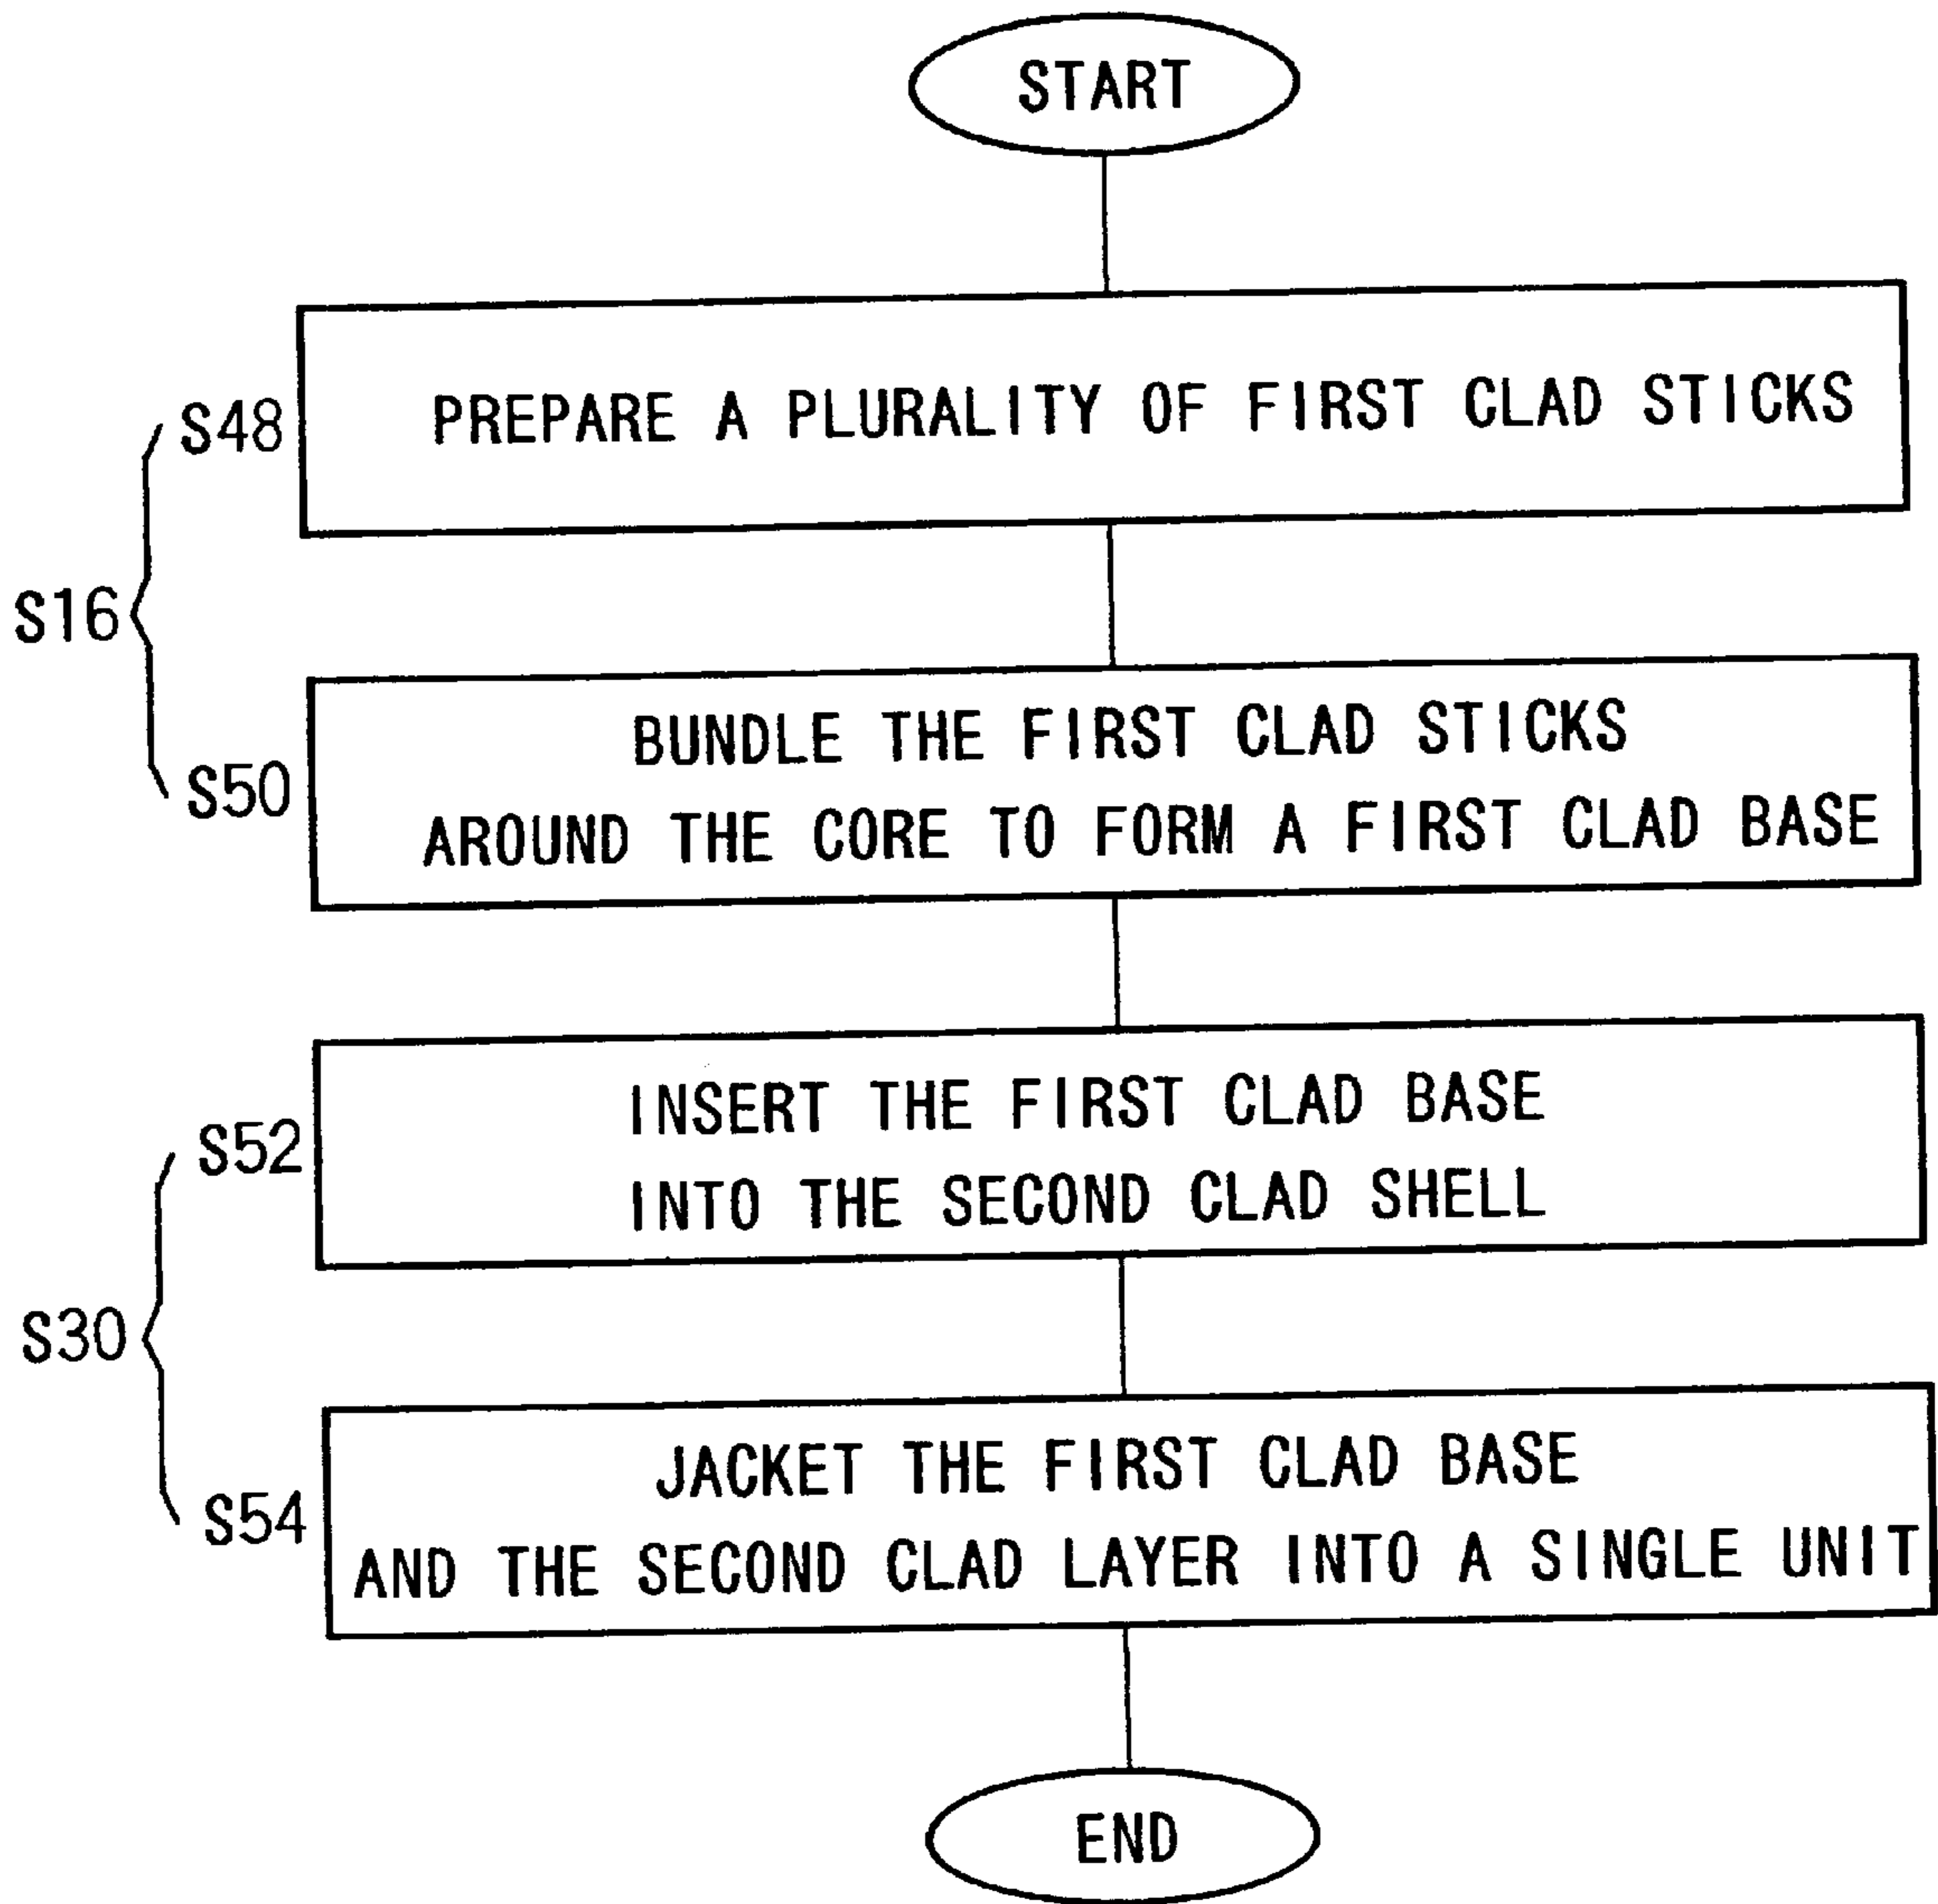 START
S48
PREPARE A PLURALITY OF FIRST CLAD STICKS
S16
S50
BUNDLE THE FIRST CLAD STICKS
AROUND THE CORE TO FORM A FIRST CLAD BASE
S52
INSERT THE FIRST CLAD BASE
INTO THE SECOND CLAD SHELL
S30
S54
JACKET THE FIRST CLAD BASE
AND THE SECOND CLAD LAYER INTO A SINGLE UNIT
END